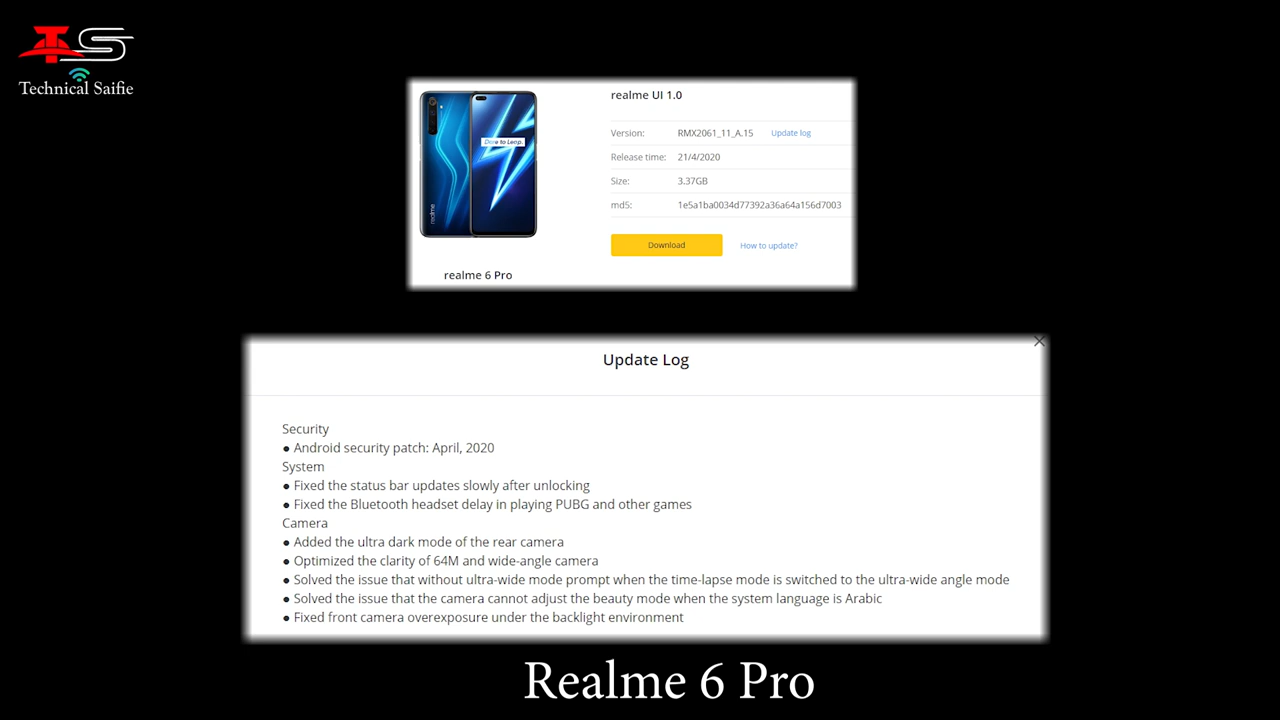 TS
Technical Saifie
realme UI 1.0
Version: RMX2061_11_A.15 Update log
Release time: 21/4/2020
Size: 3.37GB
md5: 1e5a1ba0034d77392a36a64a156d7003
Download How to update?
Dare to Leap.
realme
realme 6 Pro
Update Log
Security
● Android security patch: April, 2020
System
● Fixed the status bar updates slowly after unlocking
● Fixed the Bluetooth headset delay in playing PUBG and other games
Camera
● Added the ultra dark mode of the rear camera
● Optimized the clarity of 64M and wide-angle camera
● Solved the issue that without ultra-wide mode prompt when the time-lapse mode is switched to the ultra-wide angle mode
● Solved the issue that the camera cannot adjust the beauty mode when the system language is Arabic
● Fixed front camera overexposure under the backlight environment
Realme 6 Pro